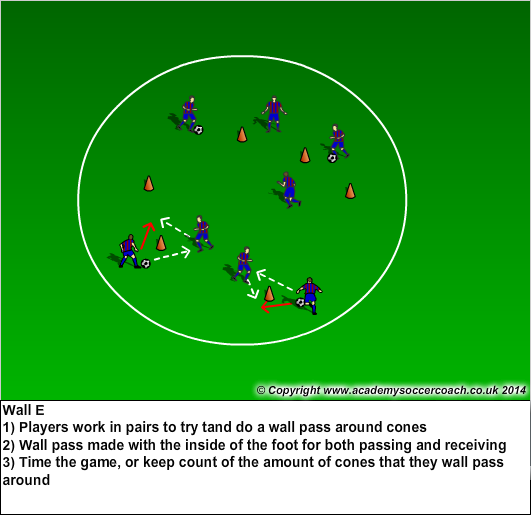 © Copyright www.academysoccercoach.co.uk 2014
Wall E
1) Players work in pairs to try tand do a wall pass around cones
2) Wall pass made with the inside of the foot for both passing and receiving
3) Time the game, or keep count of the amount of cones that they wall pass
around